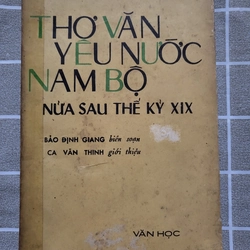 THƠ VĂN
YÊU NƯỚC
NAM BỘ
NỬA SAU THẾ KỶ XIX
BẢO ĐỊNH GIANG biên soạn
CA VĂN THỈNH giới thiệu
VĂN HỌC